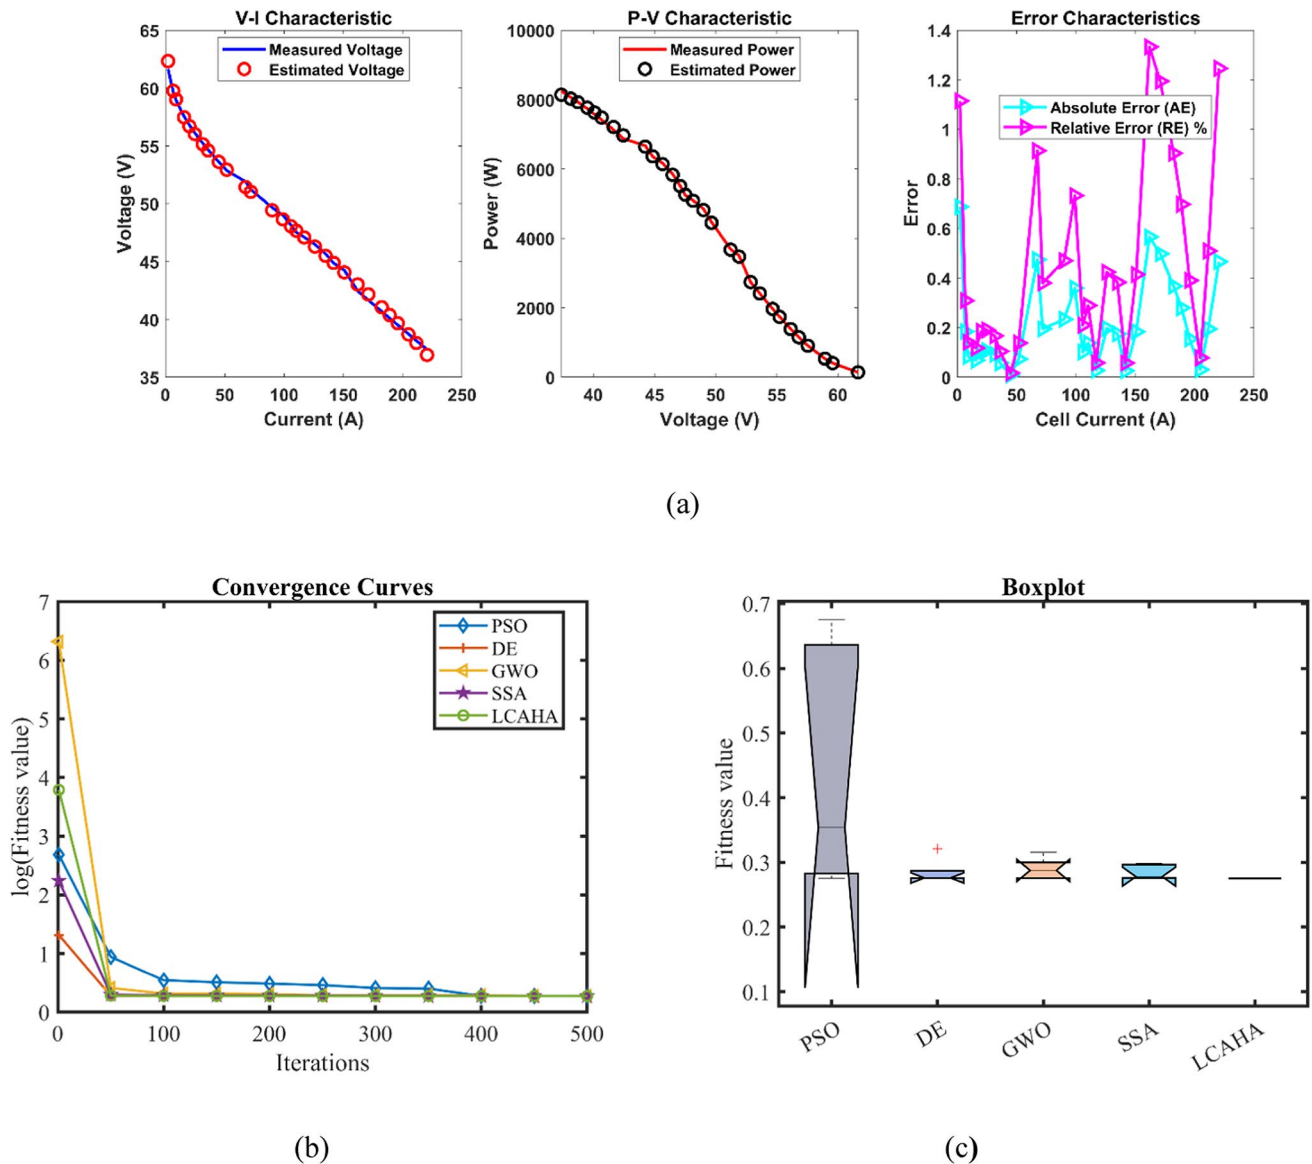 V-I Characteristic
65
60
55
50
45
40
35
0
50
100
150
200
250
Voltage (V)
Current (A)
Measured Voltage
Estimated Voltage
P-V Characteristic
10000
8000
6000
4000
2000
0
40
45
50
55
60
Power (W)
Voltage (V)
Measured Power
Estimated Power
Error Characteristics
1.4
1.2
1
0.8
0.6
0.4
0.2
0
0
50
100
150
200
250
Error
Cell Current (A)
Absolute Error (AE)
Relative Error (RE) %
(a)
Convergence Curves
7
6
5
4
3
2
1
0
0
100
200
300
400
500
log(Fitness value)
Iterations
PSO
DE
GWO
SSA
LCAHA
(b)
Boxplot
0.7
0.6
0.5
0.4
0.3
0.2
0.1
Fitness value
PSO
DE
GWO
SSA
LCAHA
(c)